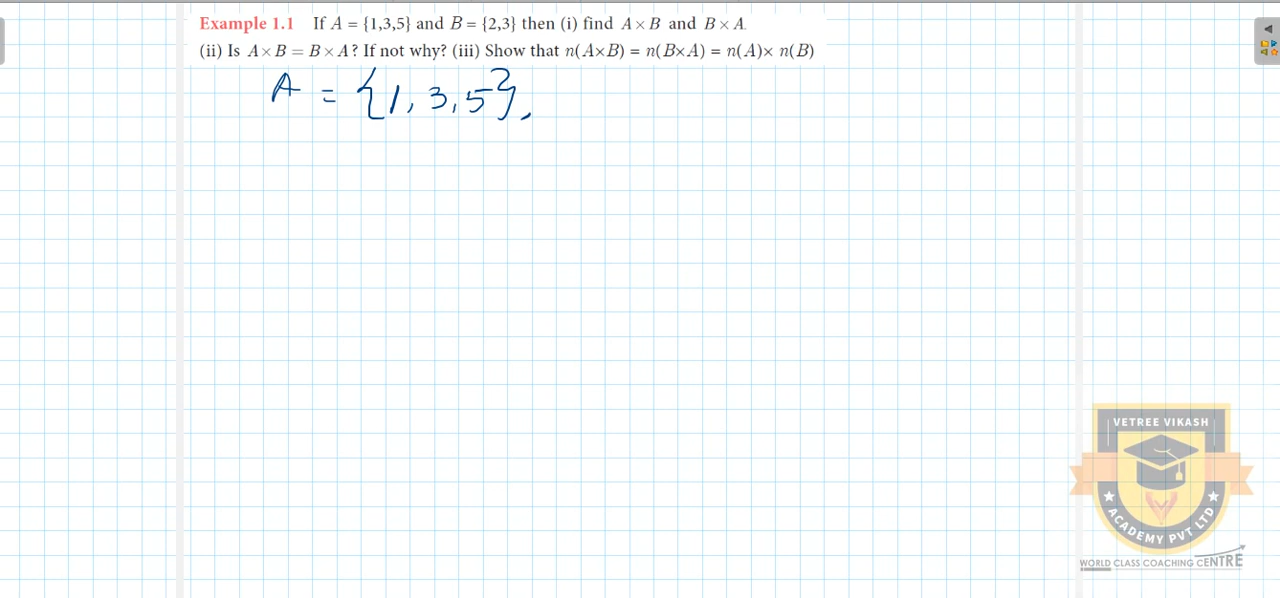 Example 1.1 If A = {1,3,5} and B = {2,3} then (i) find A × B and B × A.
(ii) Is A × B = B × A? If not why? (iii) Show that n(A×B) = n(B×A) = n(A)× n(B)
A = {1, 3, 5},
VETREE VIKASH
ACADEMY PVT LTD
WORLD CLASS COACHING CENTRE